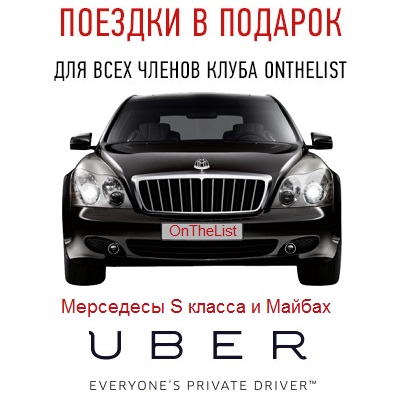 ПОЕЗДКИ В ПОДАРОК
ДЛЯ ВСЕХ ЧЛЕНОВ КЛУБА ONTHELIST
OnTheList
Мерседесы S класса и Майбах
UBER
EVERYONE'S PRIVATE DRIVER™